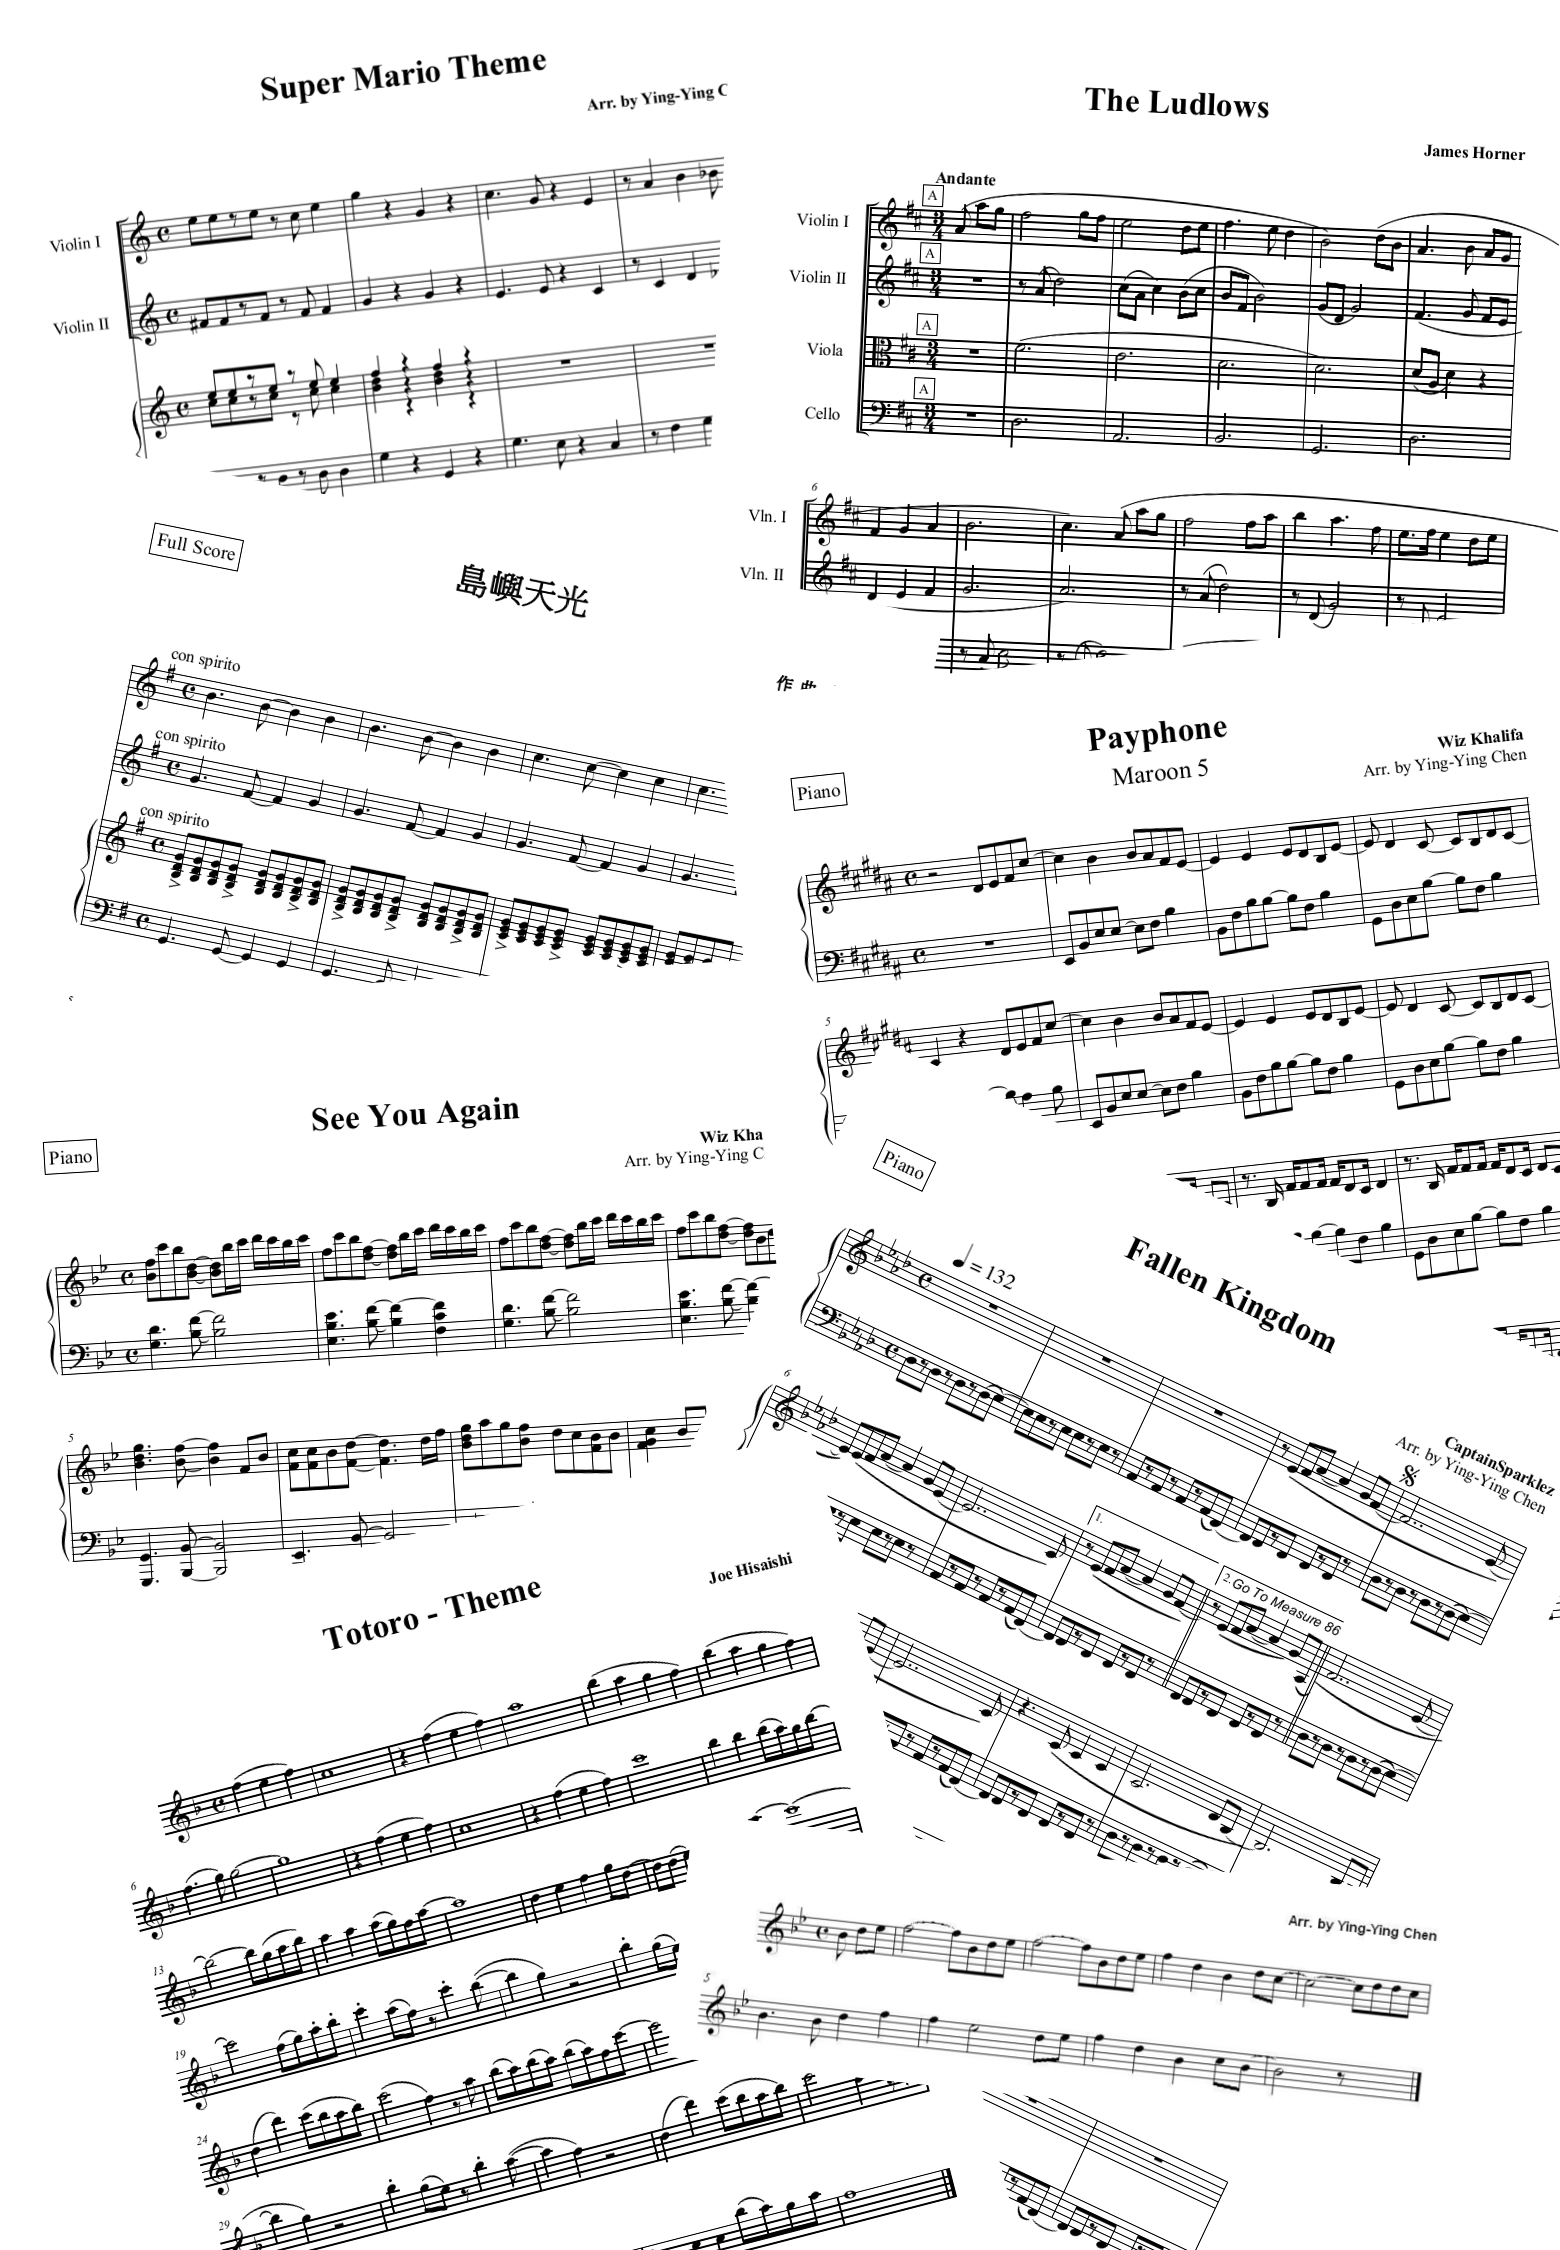 Super Mario Theme
Arr. by Ying-Ying C
Violin I
Violin II
The Ludlows
James Horner
Andante
A
Violin I
A
Violin II
A
Viola
A
Cello
6
Vln. I
Vln. II
Full Score
島嶼天光
con spirito
con spirito
con spirito
作曲
Payphone
Maroon 5
Wiz Khalifa
Arr. by Ying-Ying Chen
Piano
5
See You Again
Piano
Wiz Kha
Arr. by Ying-Ying C
5
Piano
Fallen Kingdom
= 132
CaptainSparklez
Arr. by Ying-Ying Chen
6
1.
2.Go To Measure 86
Totoro - Theme
Joe Hisaishi
6
13
19
24
29
Arr. by Ying-Ying Chen
5